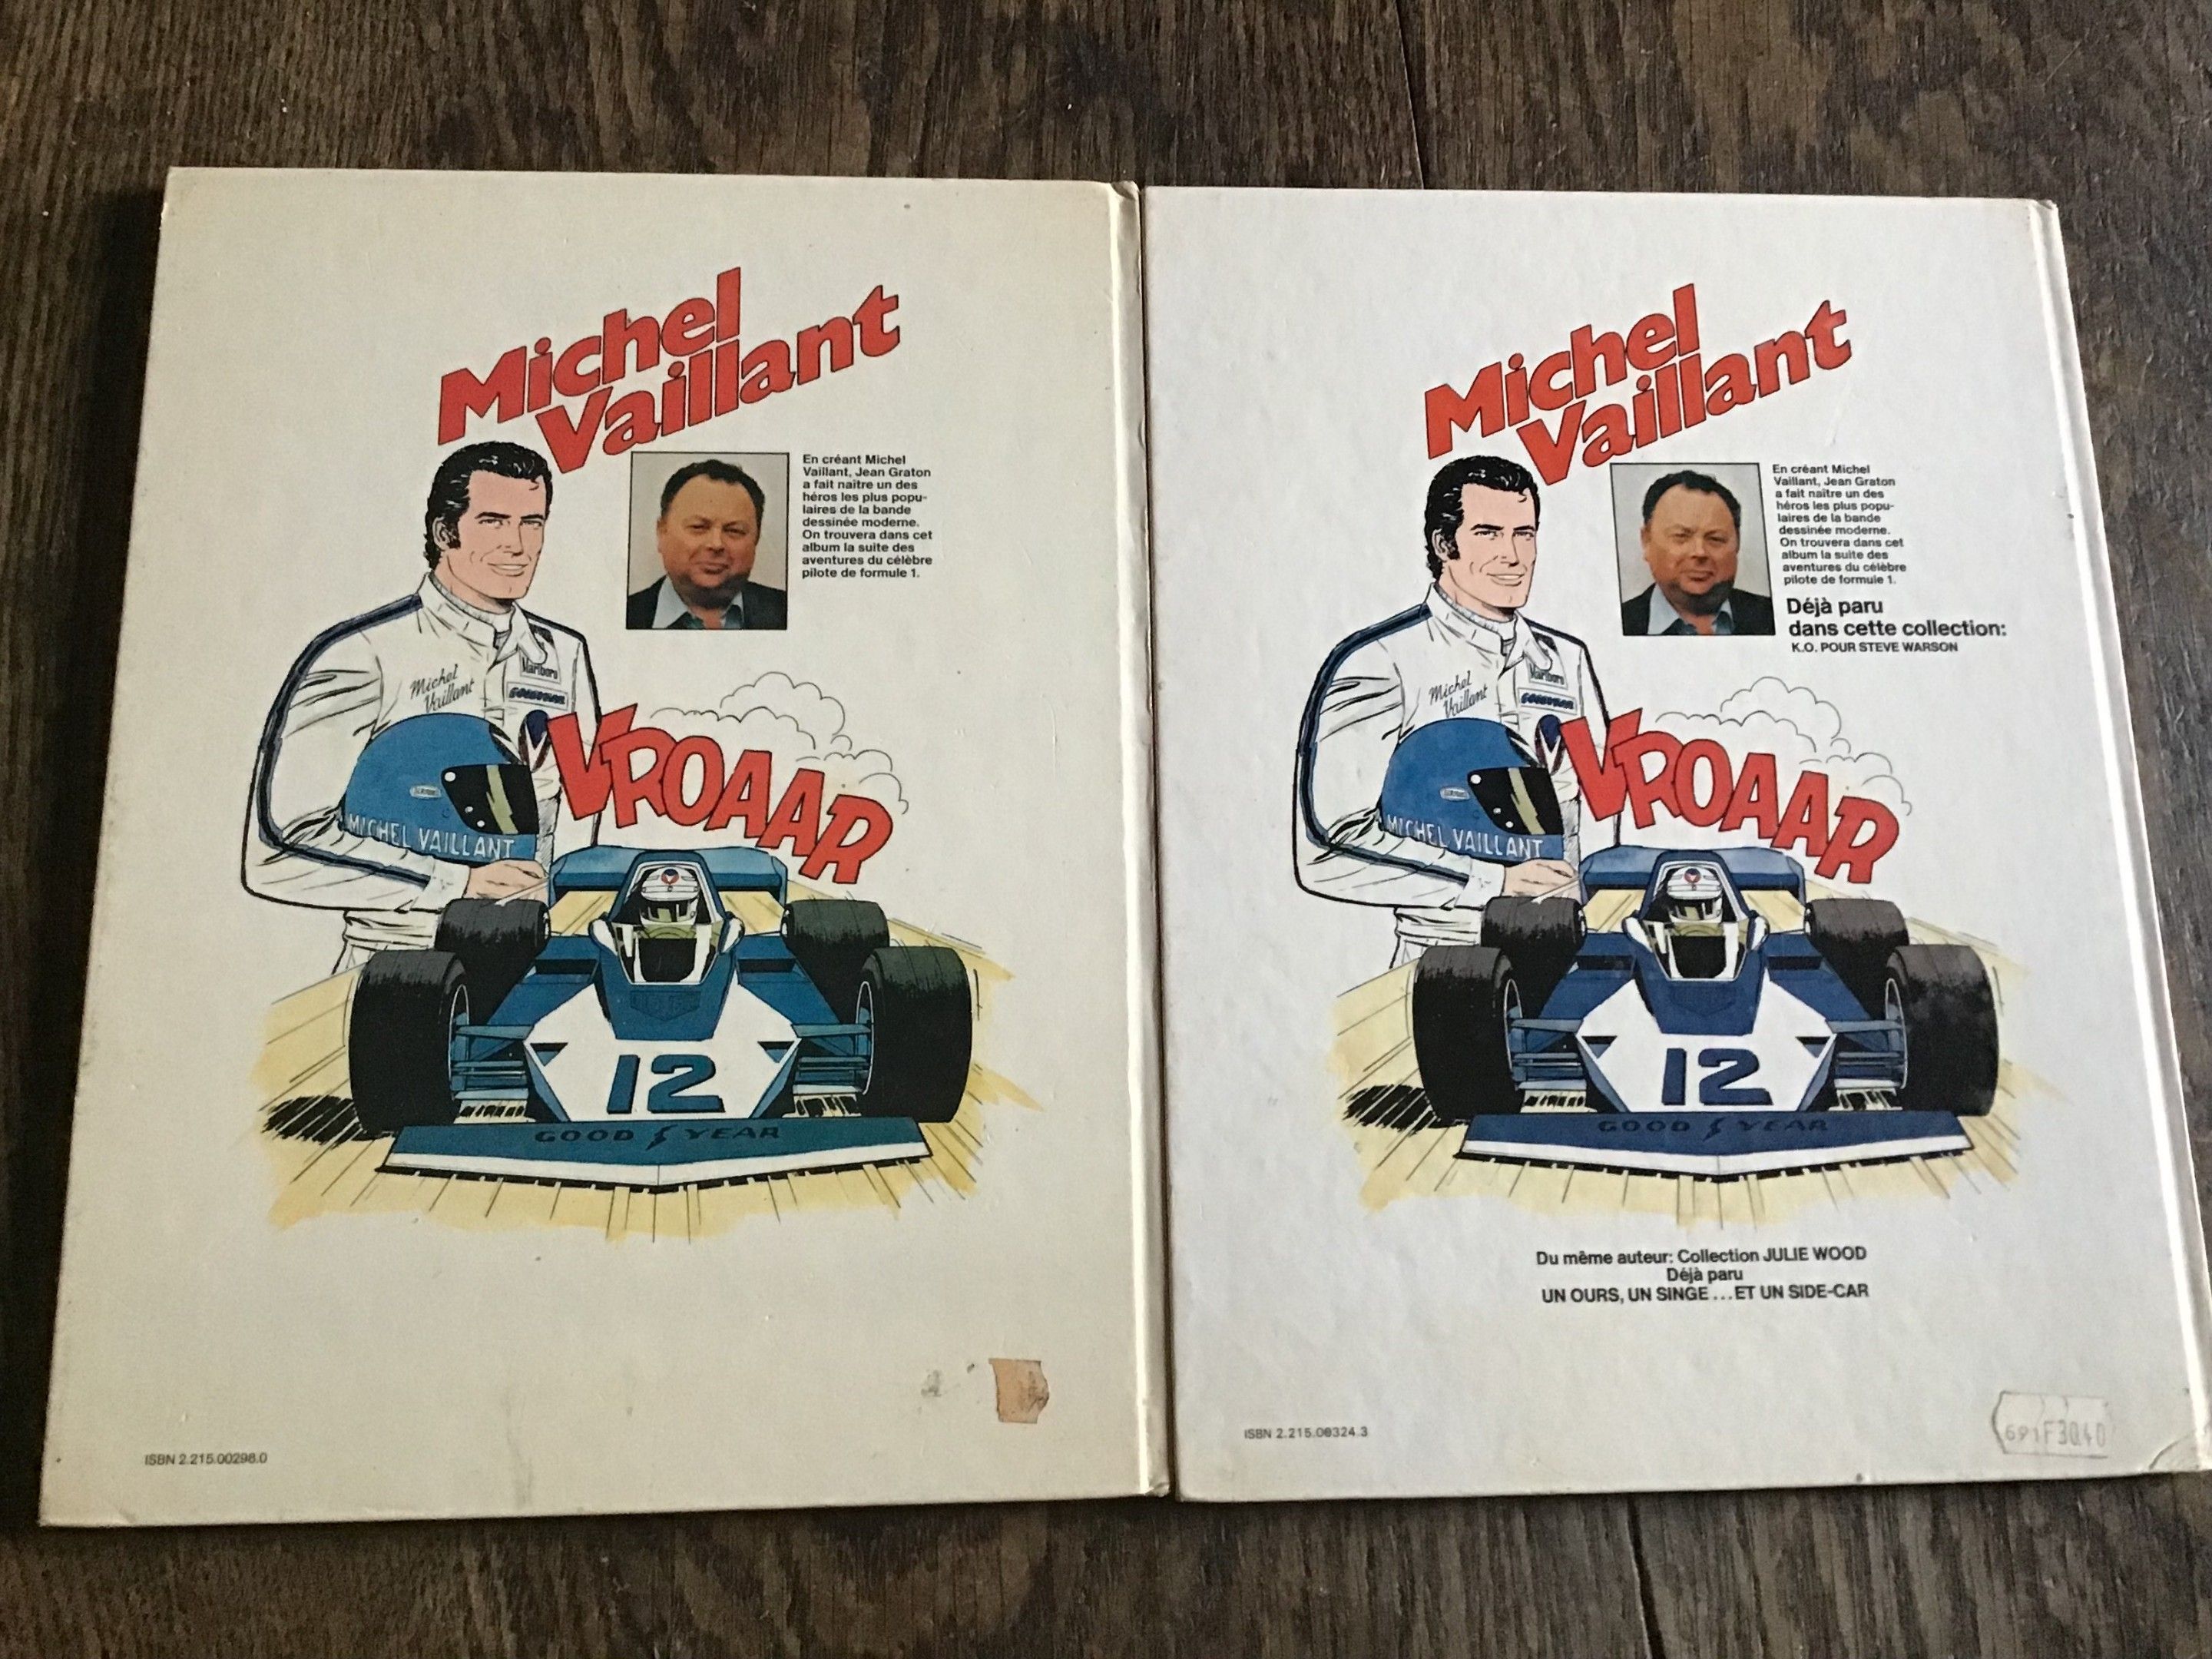 Michel
Vaillant
En créant Michel
Vaillant, Jean Graton
a fait naître un des
héros les plus popu-
laires de la bande
dessinée moderne.
On trouvera dans cet
album la suite des
aventures du célèbre
pilote de formule 1.
Marlboro
GOODYEAR
Michel
Vaillant
VROAAR
MICHEL VAILLANT
12
GOOD YEAR
ISBN 2.215.00298.0
Michel
Vaillant
En créant Michel
Vaillant, Jean Graton
a fait naître un des
héros les plus popu-
laires de la bande
dessinée moderne.
On trouvera dans cet
album la suite des
aventures du célèbre
pilote de formule 1.
Déjà paru
dans cette collection:
K.O. POUR STEVE WARSON
Marlboro
GOODYEAR
Michel
Vaillant
VROAAR
MICHEL VAILLANT
12
GOOD YEAR
Du même auteur: Collection JULIE WOOD
Déjà paru
UN OURS, UN SINGE...ET UN SIDE-CAR
ISBN 2.215.00324.3
691F3040